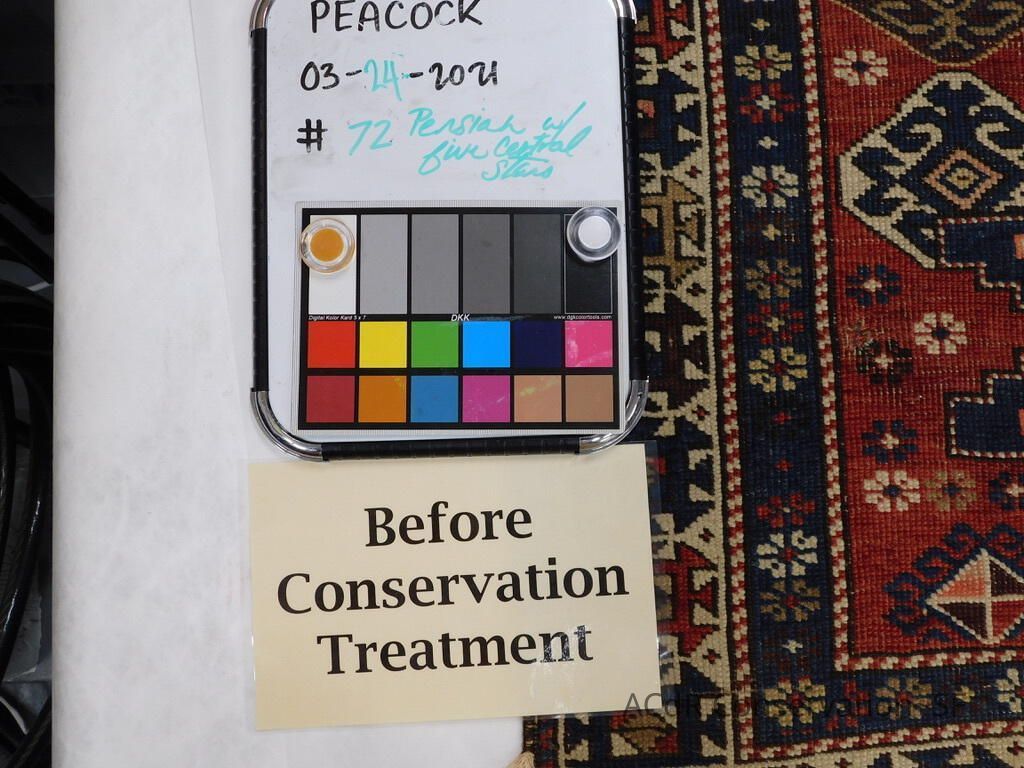 PEACOCK
03-24-2021
# 72 Persian w/
five central
stars
Digital Kolor Kard 5 x 7 DKK www.dgkcolortools.com
Before
Conservation
Treatment